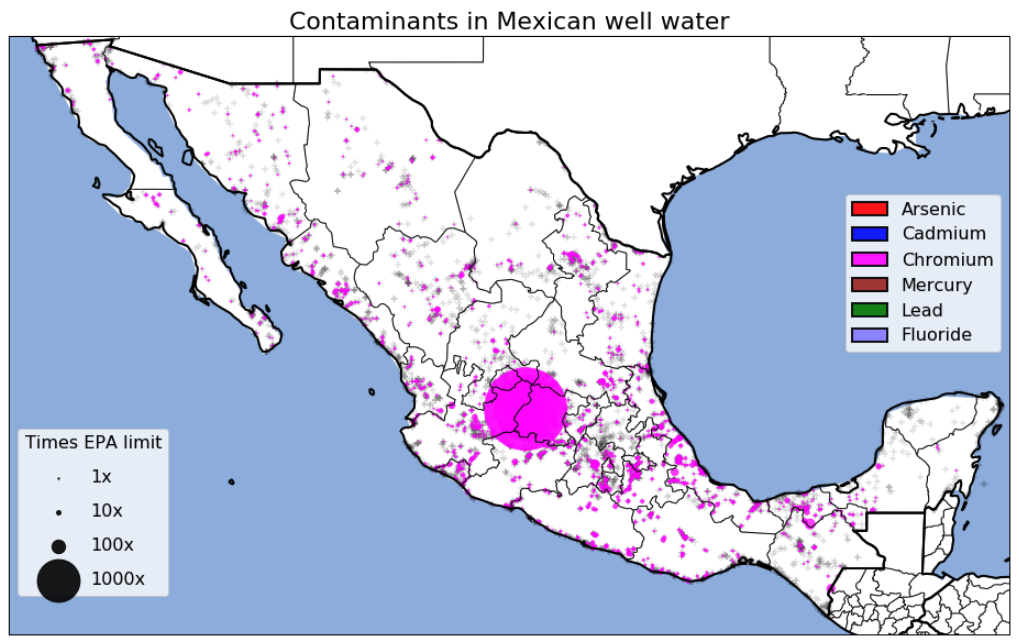 Contaminants in Mexican well water
Arsenic
Cadmium
Chromium
Mercury
Lead
Fluoride
Times EPA limit
1x
10x
100x
1000x